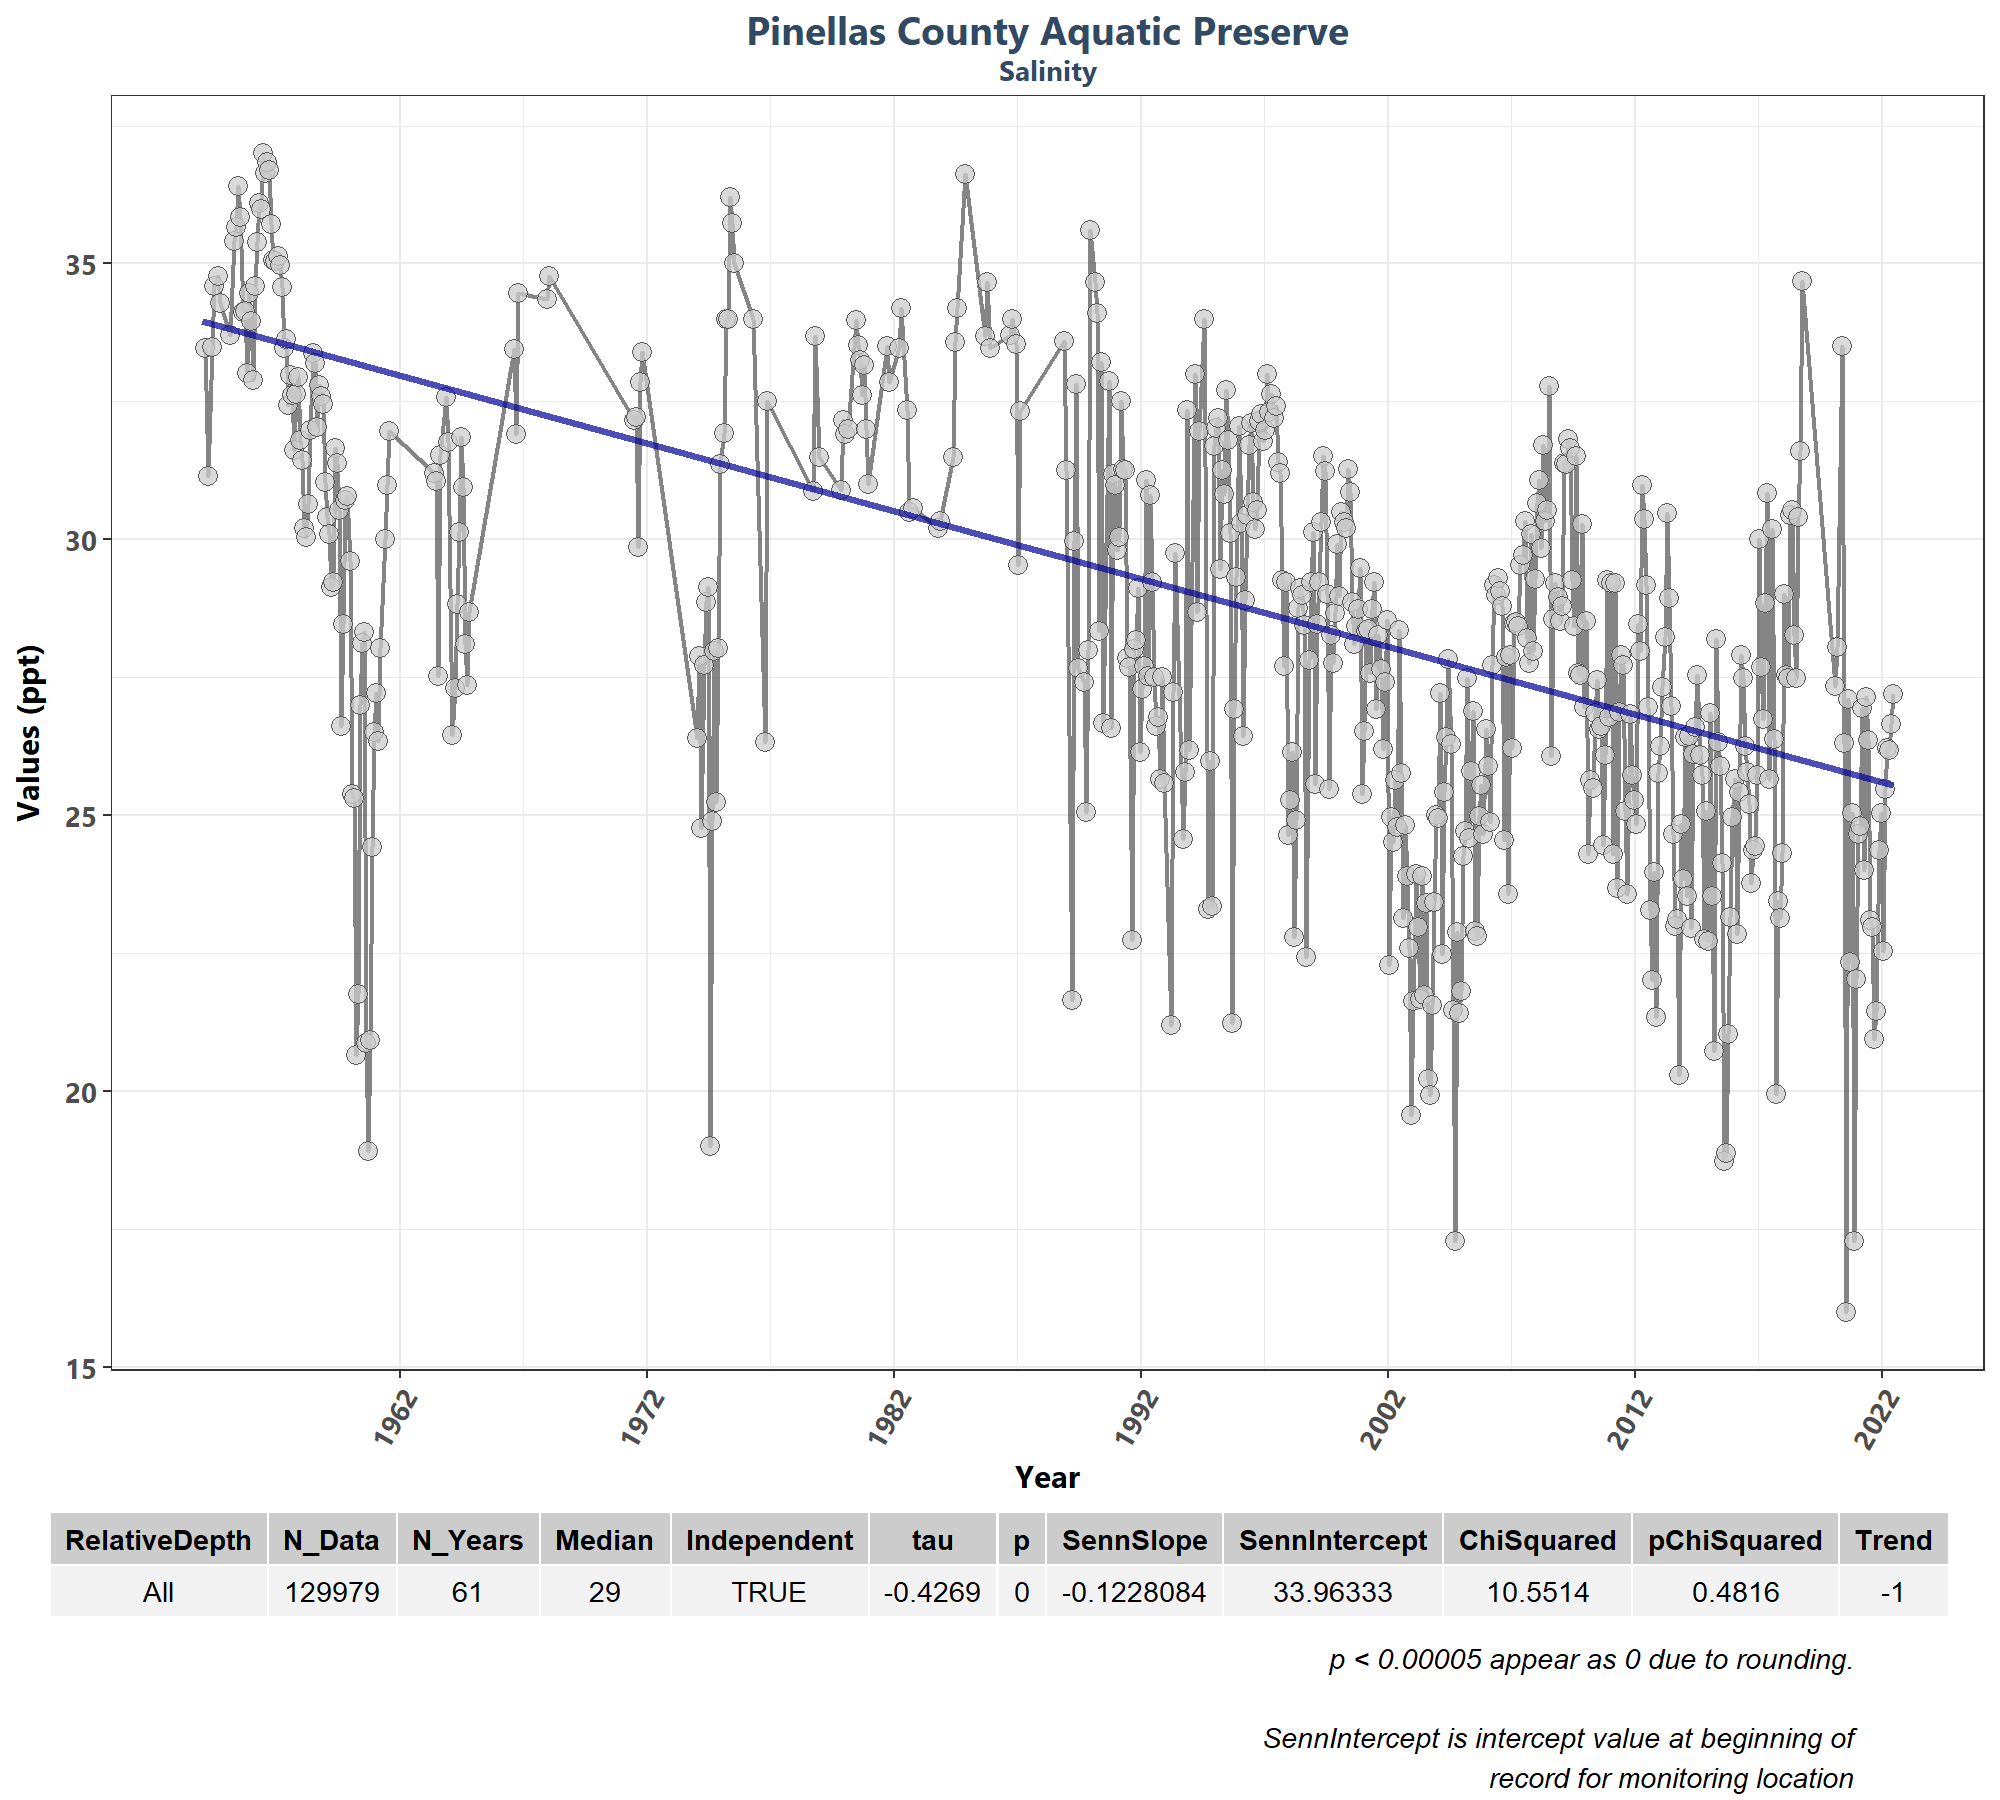 Pinellas County Aquatic Preserve
Salinity
Values (ppt)
35
30
25
20
15
1962 1972 1982 1992 2002 2012 2022
Year
RelativeDepth N_Data N_Years Median Independent tau p SennSlope SennIntercept ChiSquared pChiSquared Trend
All 129979 61 29 TRUE -0.4269 0 -0.1228084 33.96333 10.5514 0.4816 -1
p < 0.00005 appear as 0 due to rounding.
SennIntercept is intercept value at beginning of
record for monitoring location